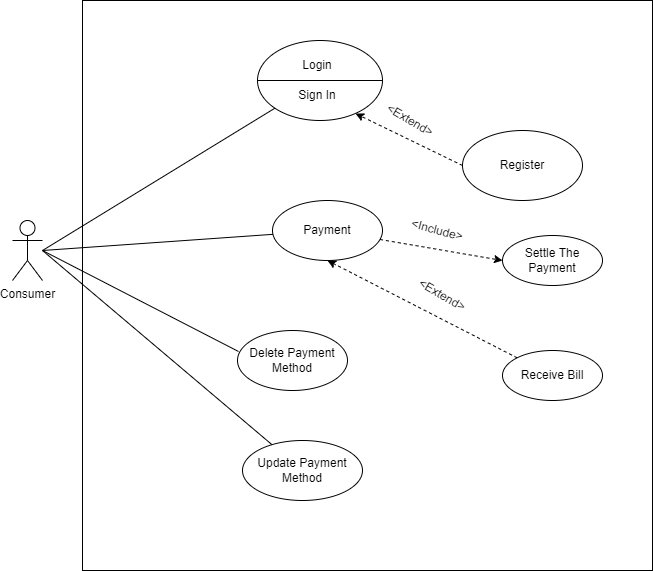 Login
Sign In
<Extend>
Register
Payment
<Include>
Settle The
Payment
<Extend>
Consumer
Delete Payment
Method
Receive Bill
Update Payment
Method